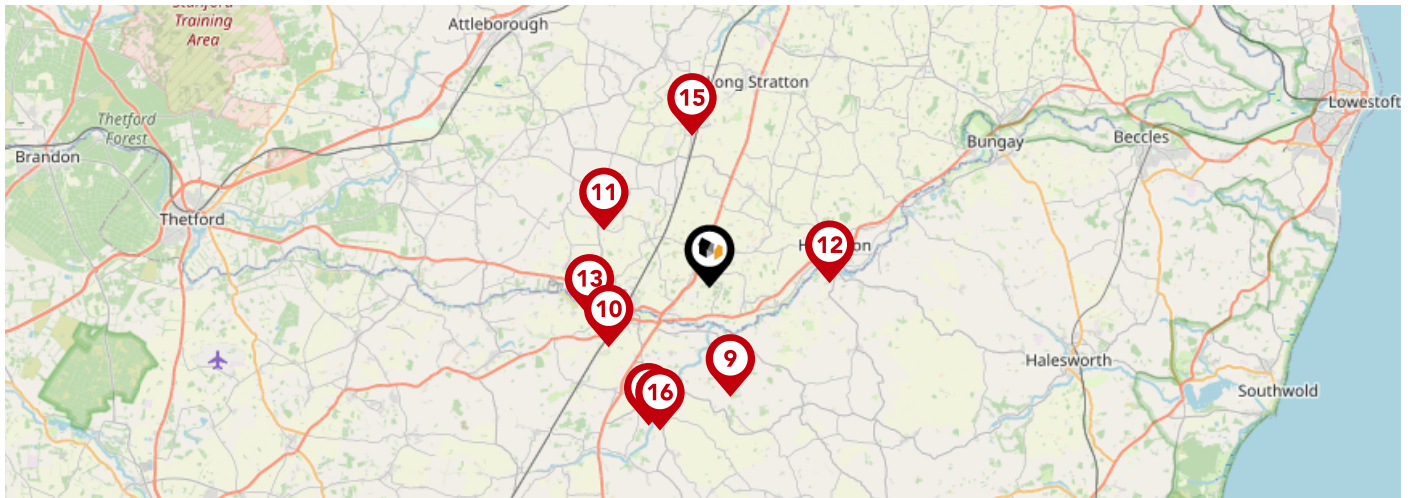 Stanford
Training
Area
Attleborough
Long Stratton
15
Lowestoft
Thetford
Forest
Brandon
Bungay
Beccles
11
Thetford
12
13
10
9
Halesworth
16
Southwold